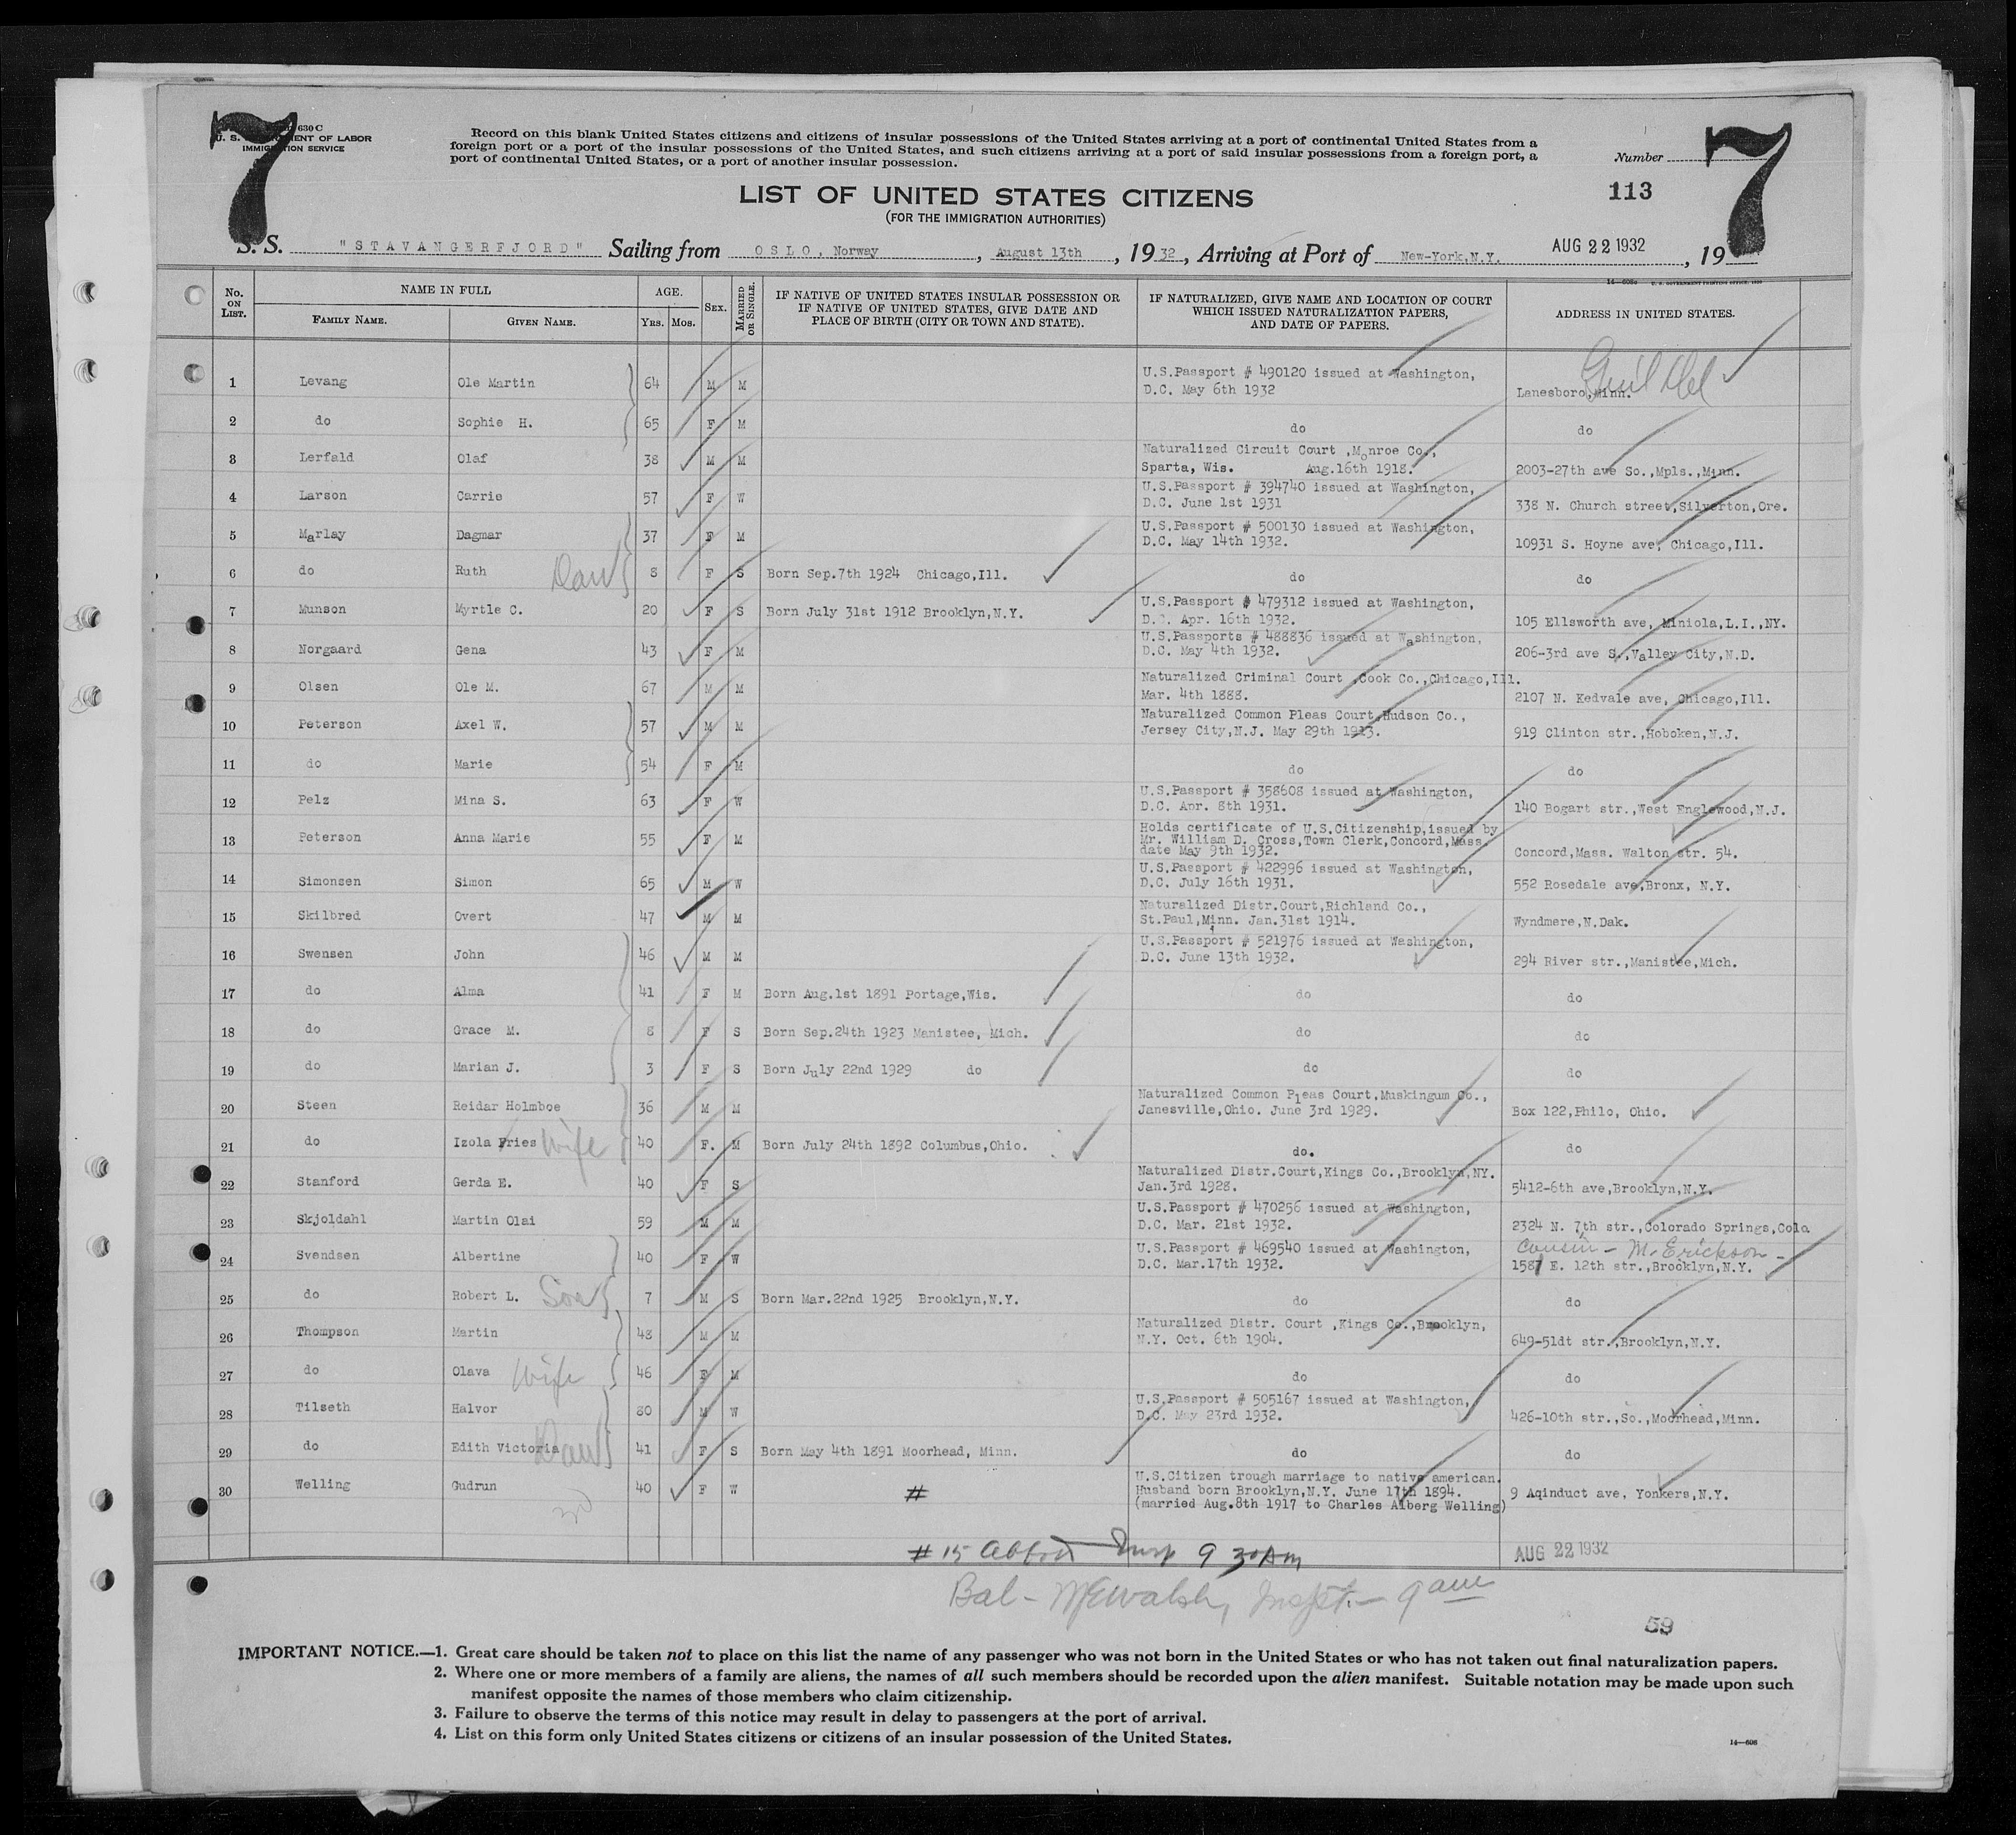 7
630 C
U. S. DEPARTMENT OF LABOR
IMMIGRATION SERVICE
Record on this blank United States citizens and citizens of insular possessions of the United States arriving at a port of continental United States from a
foreign port or a port of the insular possessions of the United States, and such citizens arriving at a port of said insular possessions from a foreign port, a
port of continental United States, or a port of another insular possession.
Number
7
113
LIST OF UNITED STATES CITIZENS
(FOR THE IMMIGRATION AUTHORITIES)
S. S. "STAVANGERFJORD" Sailing from OSLO, Norway, August 13th, 1932, Arriving at Port of New-York,N.Y. AUG 22 1932, 19
14—608a U. S. GOVERNMENT PRINTING OFFICE: 1930
No. ON LIST. NAME IN FULL FAMILY NAME. GIVEN NAME. AGE. YRS. MOS. SEX. MARRIED OR SINGLE. IF NATIVE OF UNITED STATES INSULAR POSSESSION OR IF NATIVE OF UNITED STATES, GIVE DATE AND PLACE OF BIRTH (CITY OR TOWN AND STATE). IF NATURALIZED, GIVE NAME AND LOCATION OF COURT WHICH ISSUED NATURALIZATION PAPERS, AND DATE OF PAPERS. ADDRESS IN UNITED STATES.
1 Levang Ole Martin 64 M M U.S.Passport # 490120 issued at Washington, D.C. May 6th 1932 Lanesboro,Minn.
2 do Sophie H. 65 F M do do
3 Lerfald Olaf 38 M M Naturalized Circuit Court ,Monroe Co., Sparta, Wis. Aug.16th 1918. 2003-27th ave So.,Mpls.,Minn.
4 Larson Carrie 57 F W U.S.Passport # 394740 issued at Washington, D.C. June 1st 1931 338 N. Church street,Silverton,Ore.
5 Marlay Dagmar 37 F M U.S.Passport # 500130 issued at Washington, D.C. May 14th 1932. 10931 S. Hoyne ave, Chicago,Ill.
6 do Ruth Dau 8 F S Born Sep.7th 1924 Chicago,Ill. do do
7 Munson Myrtle C. 20 F S Born July 31st 1912 Brooklyn,N.Y. U.S.Passport # 479312 issued at Washington, D.C. Apr. 16th 1932. 105 Ellsworth ave, Miniola,L.I.,NY.
8 Norgaard Gena 43 F M U.S.Passports # 488836 issued at Washington, D.C. May 4th 1932. 206-3rd ave S.,Valley City,N.D.
9 Olsen Ole M. 67 M M Naturalized Criminal Court ,Cook Co.,Chicago,Ill. Mar. 4th 1888. 2107 N. Kedvale ave, Chicago,Ill.
10 Peterson Axel W. 57 M M Naturalized Common Pleas Court,Hudson Co., Jersey City,N.J. May 29th 1913. 919 Clinton str.,Hoboken,N.J.
11 do Marie 54 F M do do
12 Pelz Mina S. 63 F W U.S.Passport # 358608 issued at Washington, D.C. Apr. 8th 1931. 140 Bogart str.,West Englewood,N.J.
13 Peterson Anna Marie 55 F M Holds certificate of U.S.Citizenship,issued by Mr. William D. Cross,Town Clerk,Concord,Mass. date May 9th 1932. Concord,Mass. Walton str. 54.
14 Simonsen Simon 65 M W U.S.Passport # 422996 issued at Washington, D.C. July 16th 1931. 552 Rosedale ave,Bronx, N.Y.
15 Skilbred Overt 47 M M Naturalized Distr.Court,Richland Co., St.Paul,Minn. Jan.31st 1914. Wyndmere,N.Dak.
16 Swensen John 46 M M U.S.Passport # 521976 issued at Washington, D.C. June 13th 1932. 294 River str.,Manistee,Mich.
17 do Alma 41 F M Born Aug.1st 1891 Portage,Wis. do do
18 do Grace M. 8 F S Born Sep.24th 1923 Manistee, Mich. do do
19 do Marian J. 3 F S Born July 22nd 1929 do do do
20 Steen Reidar Holmboe 36 M M Naturalized Common Pleas Court,Muskingum Co., Janesville,Ohio. June 3rd 1929. Box 122,Philo, Ohio.
21 do Izola Fries Wife 40 F. M Born July 24th 1892 Columbus,Ohio. do. do
22 Stanford Gerda E. 40 F S Naturalized Distr.Court,Kings Co.,Brooklyn,NY. Jan.3rd 1928. 5412-6th ave,Brooklyn,N.Y.
23 Skjoldahl Martin Olai 59 M M U.S.Passport # 470256 issued at Washington, D.C. Mar. 21st 1932. 2324 N. 7th str.,Colorado Springs,Colo
24 Svendsen Albertine 40 F W U.S.Passport # 469540 issued at Washington, D.C. Mar.17th 1932. Cousin - M. Erickson - 1587 E. 12th str.,Brooklyn,N.Y.
25 do Robert L. Son 7 M S Born Mar.22nd 1925 Brooklyn,N.Y. do do
26 Thompson Martin 48 M M Naturalized Distr. Court ,Kings Co.,Brooklyn, N.Y. Oct. 6th 1904. 649-51dt str.,Brooklyn,N.Y.
27 do Olava Wife 46 F M do do
28 Tilseth Halvor 80 M W U.S.Passport # 505167 issued at Washington, D.C. May 23rd 1932. 426-10th str.,So.,Moorhead,Minn.
29 do Edith Victoria Dau 41 F S Born May 4th 1891 Moorhead, Minn. do do
30 Welling Gudrun 40 F W # U.S.Citizen trough marriage to native american. Husband born Brooklyn,N.Y. June 17th 1894. (married Aug.8th 1917 to Charles Alberg Welling) 9 Aqinduct ave, Yonkers,N.Y.
30
# 15 Abbott Insp 9 30 AM
AUG 22 1932
Bal - McEwalsh, Inspt. - 9 am
59
IMPORTANT NOTICE.—1. Great care should be taken not to place on this list the name of any passenger who was not born in the United States or who has not taken out final naturalization papers.
2. Where one or more members of a family are aliens, the names of all such members should be recorded upon the alien manifest. Suitable notation may be made upon such
manifest opposite the names of those members who claim citizenship.
3. Failure to observe the terms of this notice may result in delay to passengers at the port of arrival.
4. List on this form only United States citizens or citizens of an insular possession of the United States.
14—608